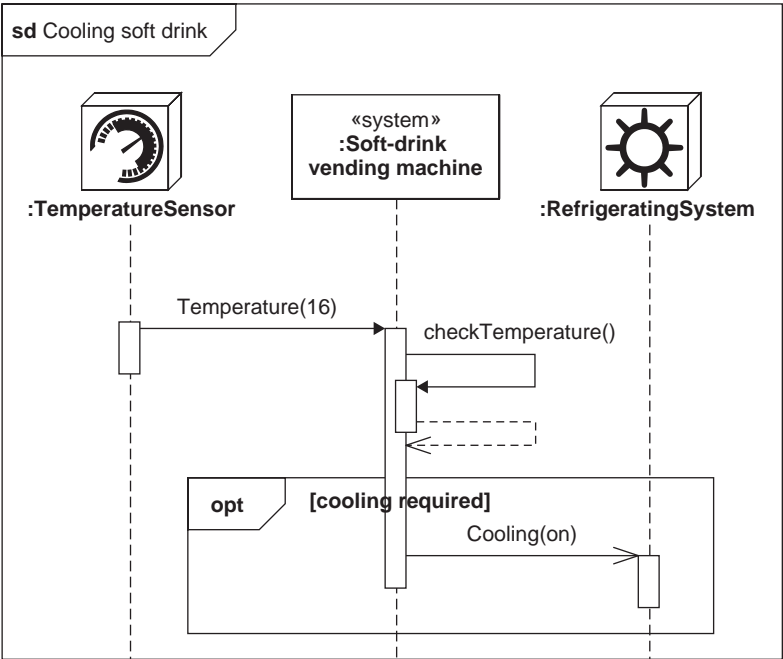 sd Cooling soft drink
«system»
:Soft-drink
vending machine
:TemperatureSensor
:RefrigeratingSystem
Temperature(16)
checkTemperature()
opt
[cooling required]
Cooling(on)